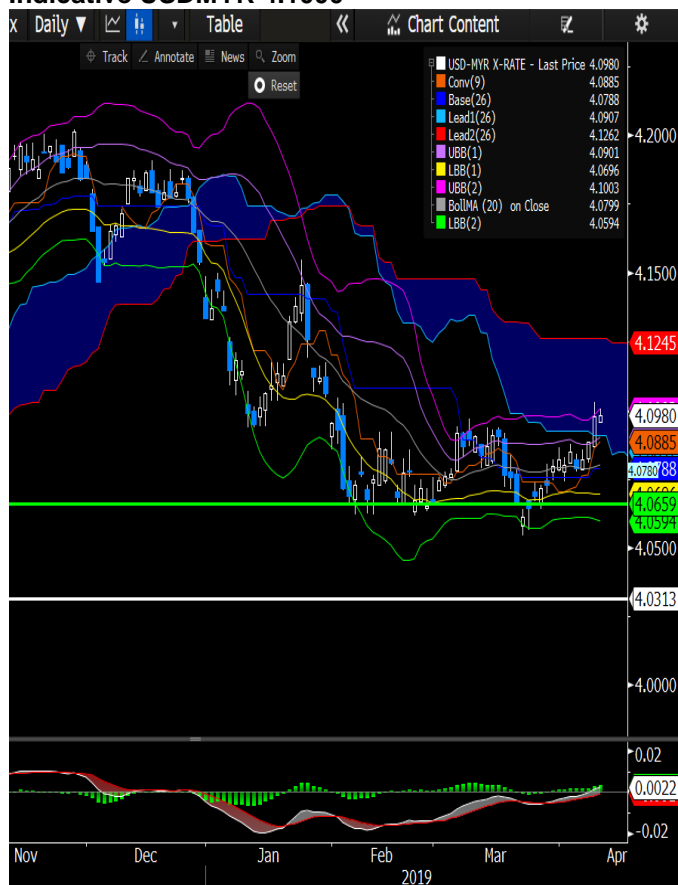 x Daily ▼ Table « Chart Content
Track Annotate News Zoom
Reset
USD-MYR X-RATE - Last Price 4.0980
Conv(9) 4.0885
Base(26) 4.0788
Lead1(26) 4.0907
Lead2(26) 4.1262
UBB(1) 4.0901
LBB(1) 4.0696
UBB(2) 4.1003
BollMA (20) on Close 4.0799
LBB(2) 4.0594
4.2000
4.1500
4.1245
4.0980
4.0885
4.0780 788
4.0659
4.0594
4.0500
4.0313
4.0000
0.02
0.0022
-0.02
Nov Dec Jan Feb Mar Apr
2019